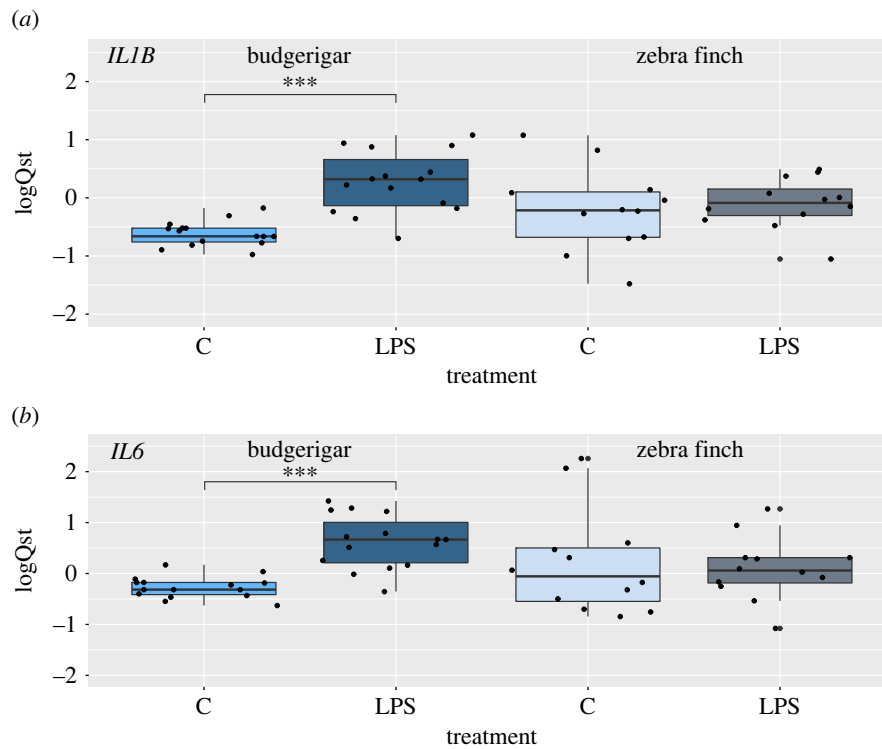 (a)
IL1B budgerigar zebra finch
***
2
1
0
–1
–2
logQst
C LPS C LPS
treatment
(b)
IL6 budgerigar zebra finch
***
2
1
0
–1
–2
logQst
C LPS C LPS
treatment